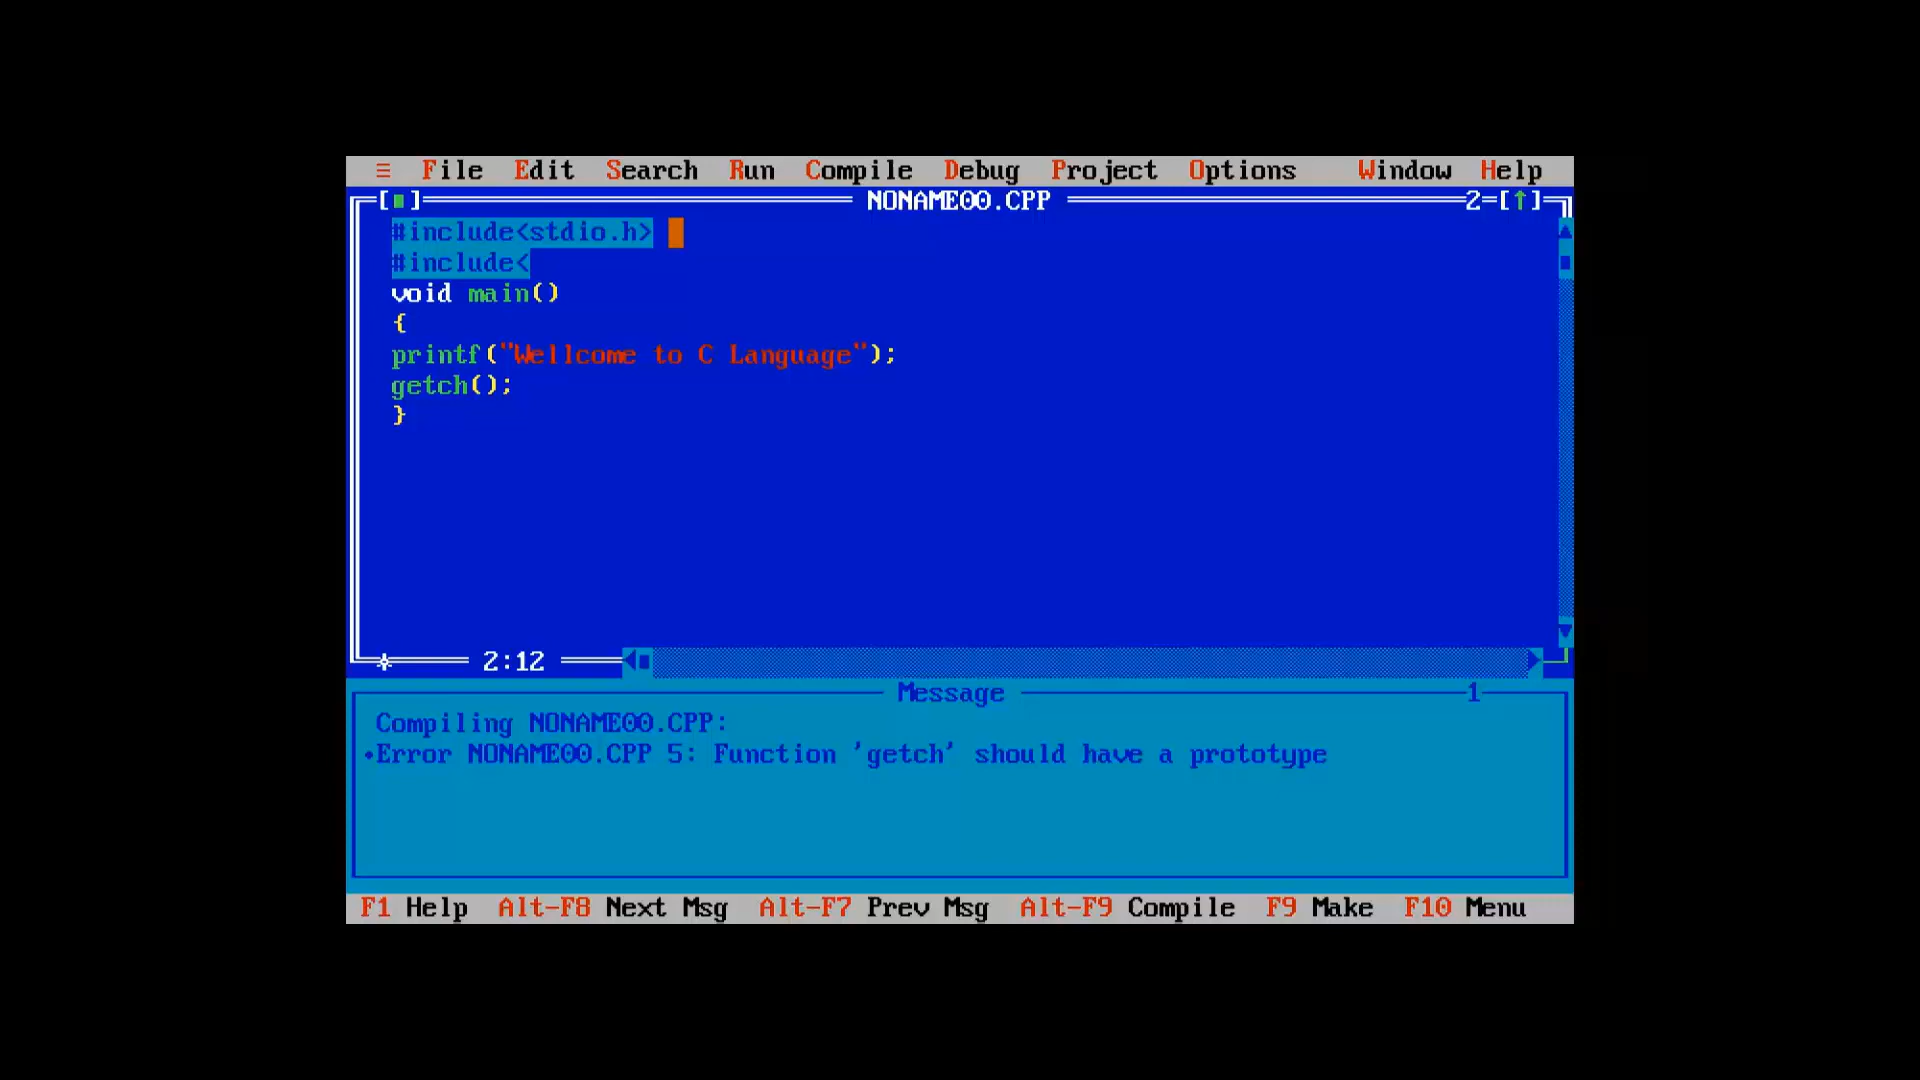 ≡ File Edit Search Run Compile Debug Project Options Window Help
[■] NONAME00.CPP 2=[↑]
#include<stdio.h>
#include<
void main()
{
printf("Wellcome to C Language");
getch();
}
2:12
Message 1
Compiling NONAME00.CPP:
•Error NONAME00.CPP 5: Function 'getch' should have a prototype
F1 Help Alt-F8 Next Msg Alt-F7 Prev Msg Alt-F9 Compile F9 Make F10 Menu